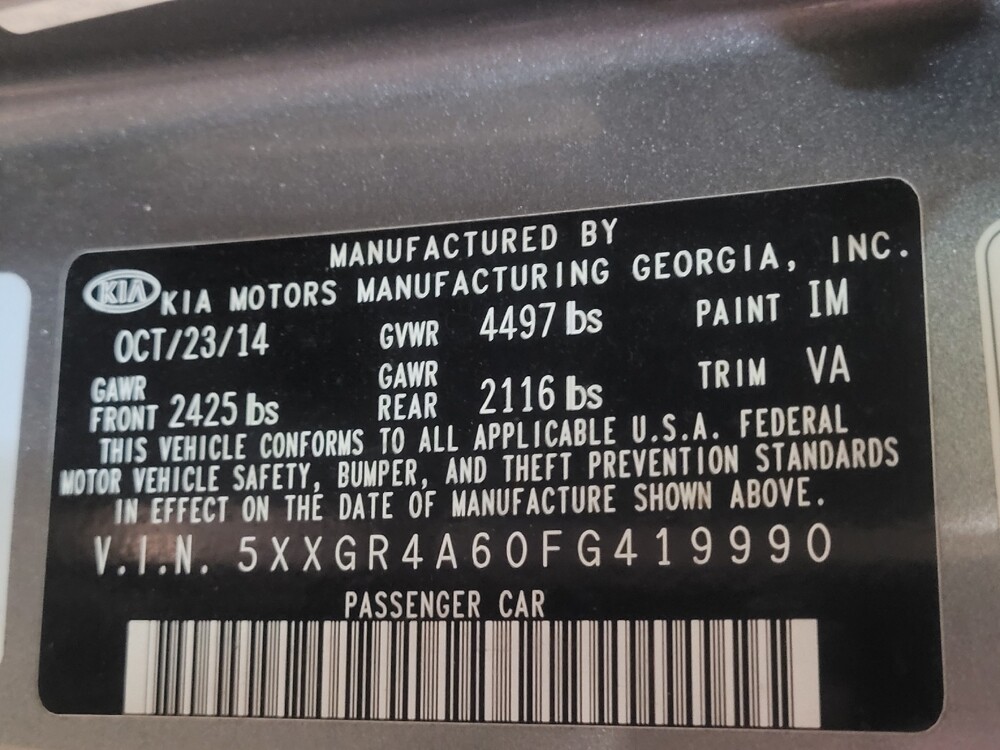 MANUFACTURED BY
KIA KIA MOTORS MANUFACTURING GEORGIA, INC.
OCT/23/14 GVWR 4497 lbs PAINT IM
GAWR FRONT 2425 lbs GAWR REAR 2116 lbs TRIM VA
THIS VEHICLE CONFORMS TO ALL APPLICABLE U.S.A. FEDERAL
MOTOR VEHICLE SAFETY, BUMPER, AND THEFT PREVENTION STANDARDS
IN EFFECT ON THE DATE OF MANUFACTURE SHOWN ABOVE.
V.I.N. 5XXGR4A60FG419990
PASSENGER CAR